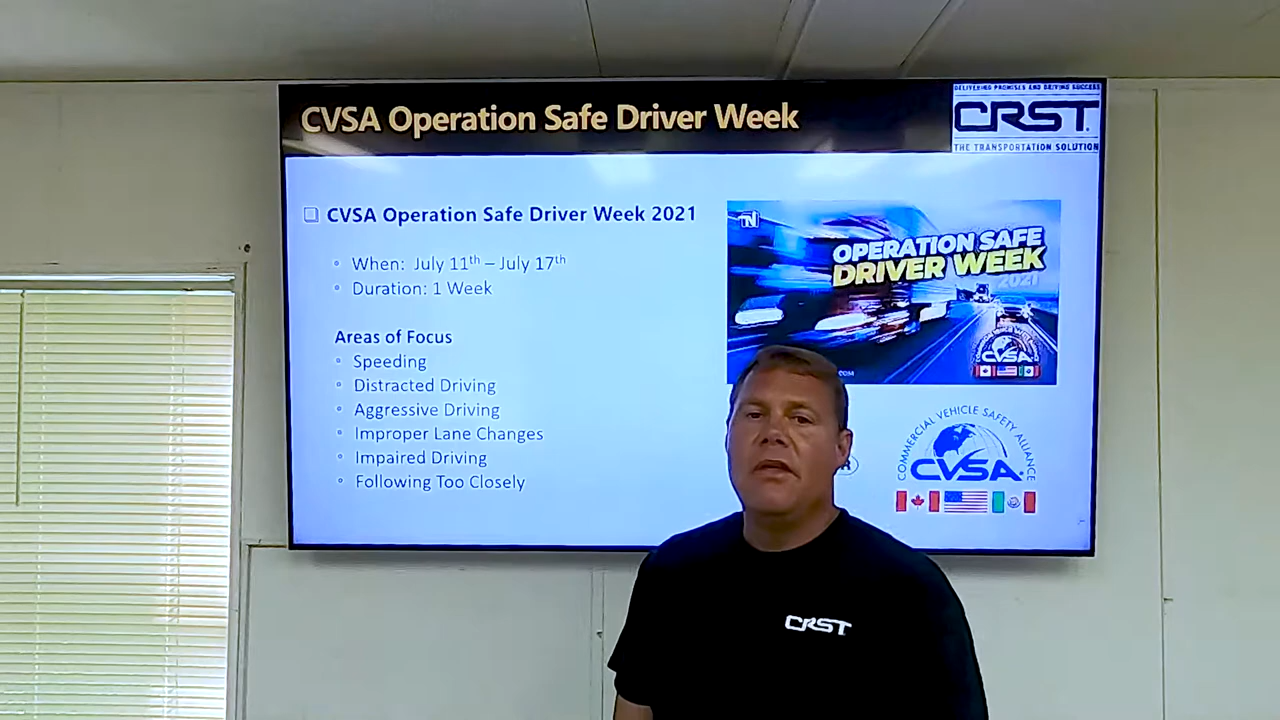 CVSA Operation Safe Driver Week
DELIVERING PROMISES AND DRIVING SUCCESS
CRST
THE TRANSPORTATION SOLUTION
❑ CVSA Operation Safe Driver Week 2021
◦ When: July 11th – July 17th
◦ Duration: 1 Week
Areas of Focus
◦ Speeding
◦ Distracted Driving
◦ Aggressive Driving
◦ Improper Lane Changes
◦ Impaired Driving
◦ Following Too Closely
OPERATION SAFE
DRIVER WEEK
2021
CVSA
COMMERCIAL VEHICLE SAFETY ALLIANCE
CVSA
CRST